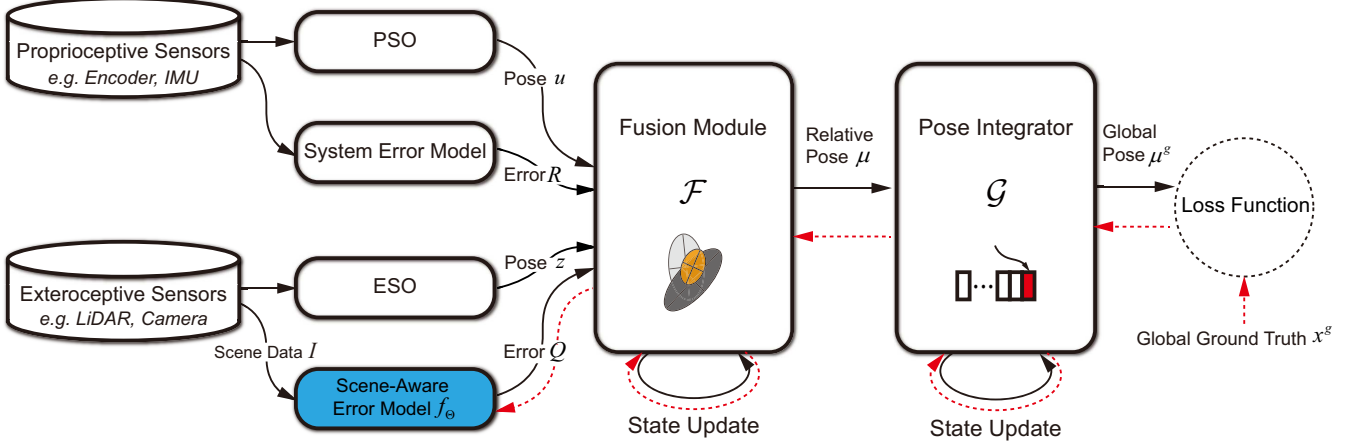 Proprioceptive Sensors
e.g. Encoder, IMU
PSO
Pose u
System Error Model
Error R
Exteroceptive Sensors
e.g. LiDAR, Camera
ESO
Pose z
Scene Data I
Scene-Aware
Error Model f_Θ
Error Q
Fusion Module
ℱ
State Update
Relative
Pose μ
Pose Integrator
𝒢
State Update
Global
Pose μ^g
Loss Function
Global Ground Truth x^g